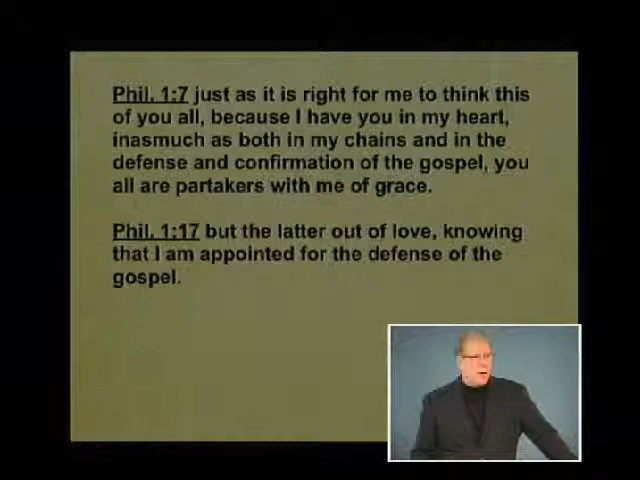 Phil. 1:7 just as it is right for me to think this
of you all, because I have you in my heart,
inasmuch as both in my chains and in the
defense and confirmation of the gospel, you
all are partakers with me of grace.
Phil. 1:17 but the latter out of love, knowing
that I am appointed for the defense of the
gospel.